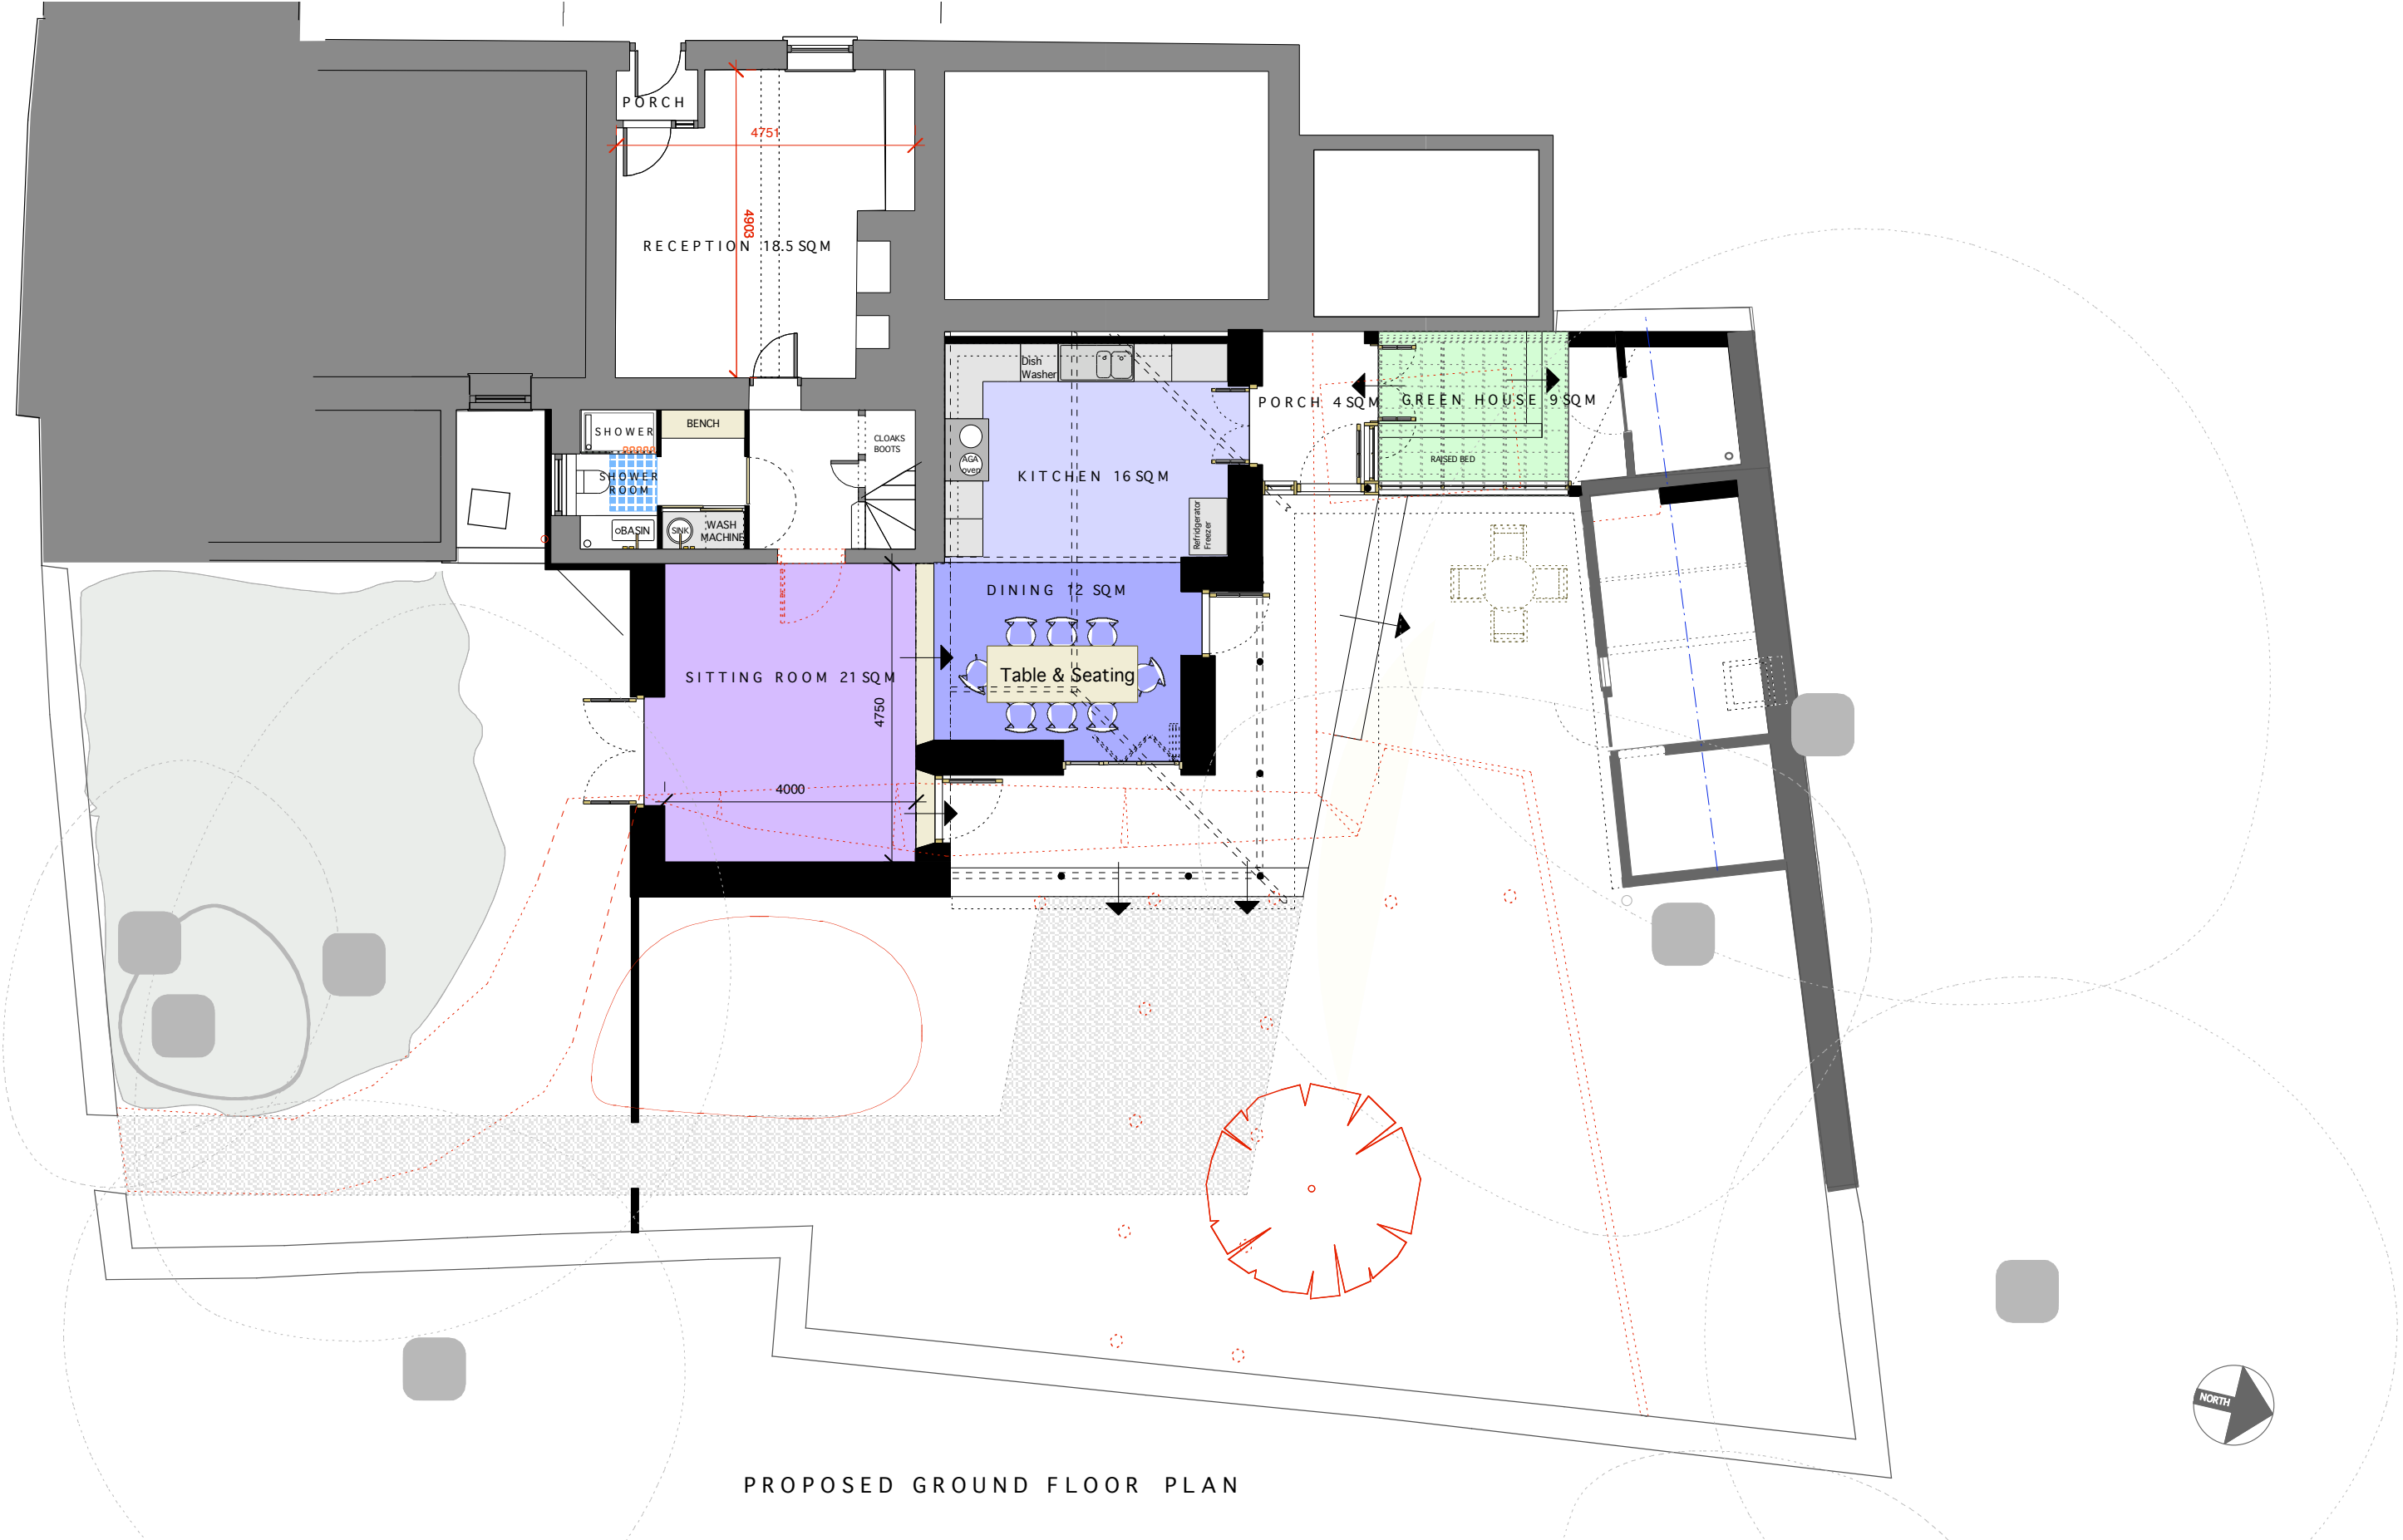 PORCH
4751
4903
RECEPTION 18.5 SQM
Dish
Washer
SHOWER
BENCH
CLOAKS
BOOTS
AGA
oven
KITCHEN 16 SQM
PORCH 4 SQM
GREEN HOUSE 9 SQM
RAISED BED
SHOWER
ROOM
BASIN
SINK
WASH
MACHINE
Refridgerator
Freezer
DINING 12 SQM
SITTING ROOM 21 SQM
Table & Seating
4750
4000
NORTH
PROPOSED GROUND FLOOR PLAN